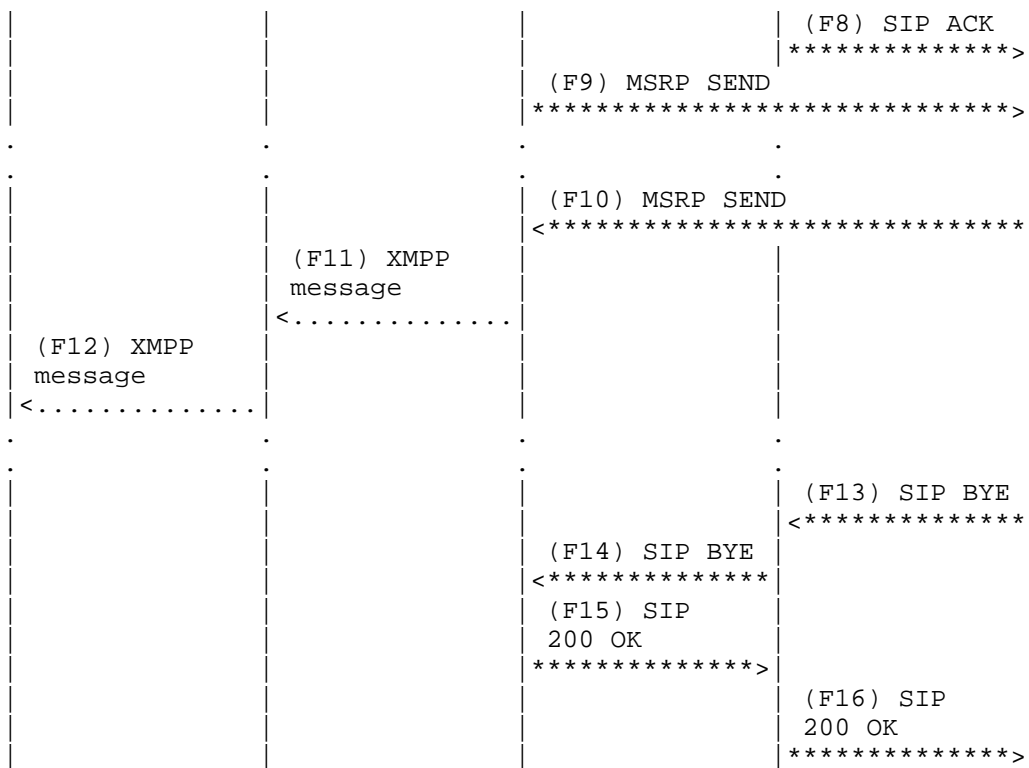 (F8) SIP ACK
**************>
(F9) MSRP SEND
******************************>
. . . .
. . . .
(F10) MSRP SEND
<******************************
(F11) XMPP
message
<..............
(F12) XMPP
message
<..............
. . . .
. . . .
(F13) SIP BYE
<**************
(F14) SIP BYE
<**************
(F15) SIP
200 OK
**************>
(F16) SIP
200 OK
**************>